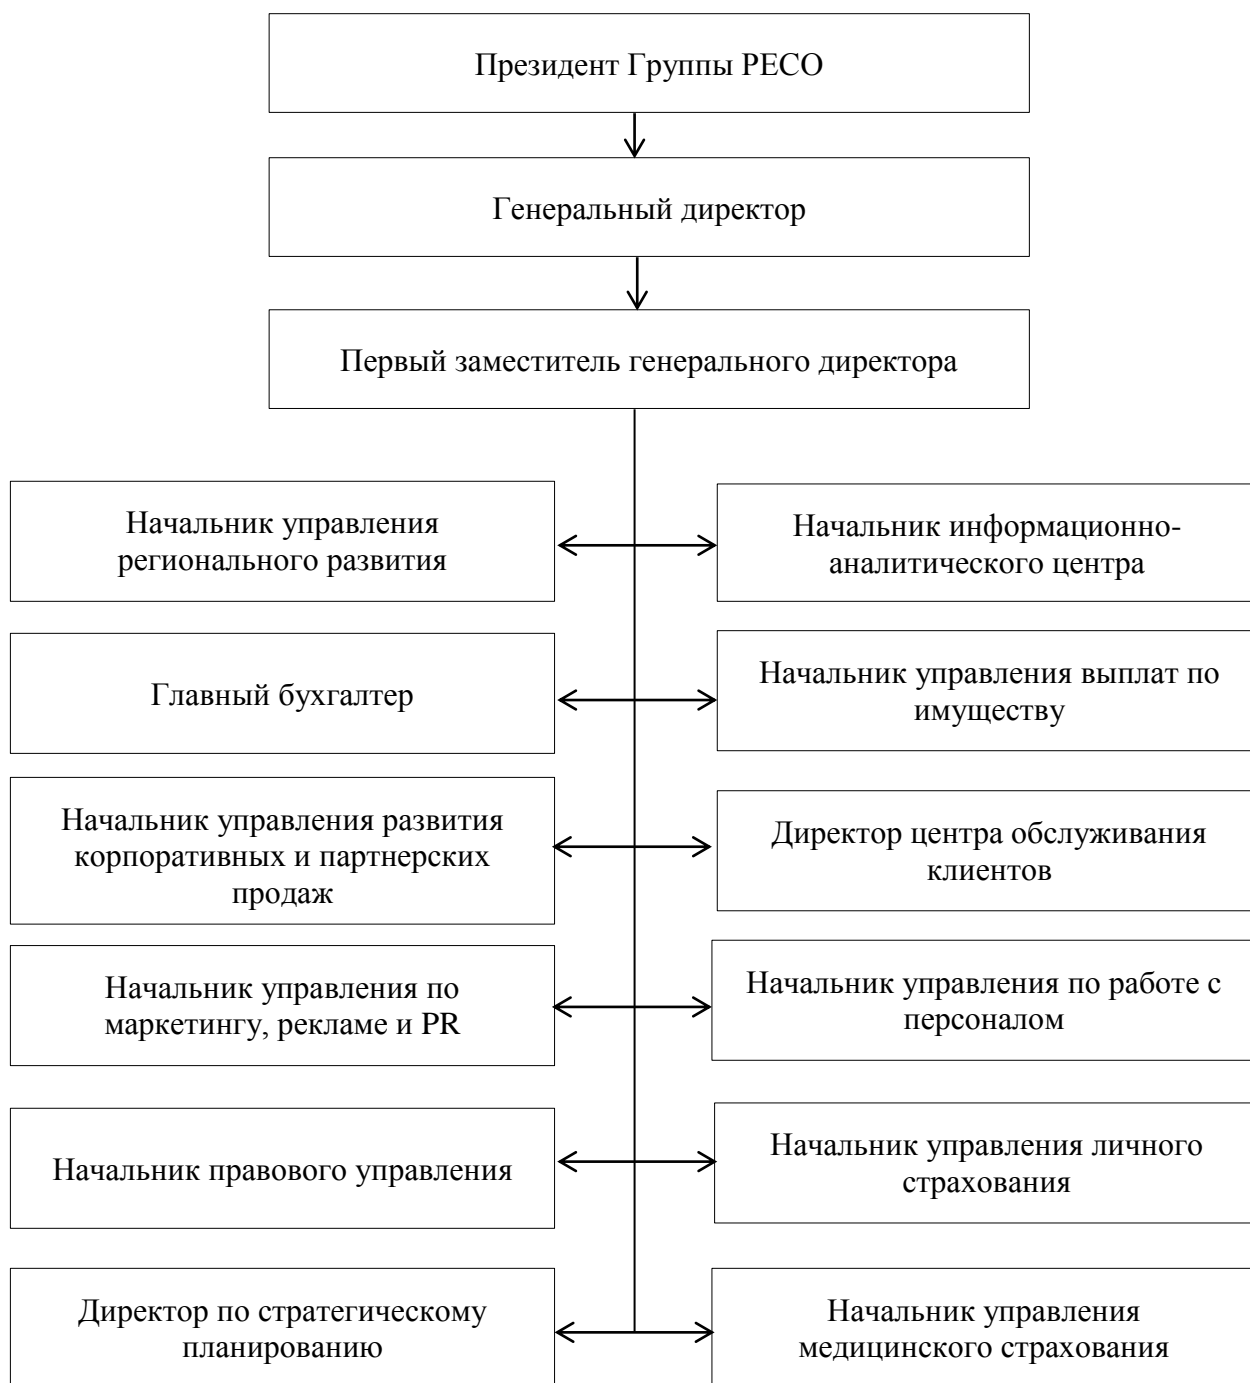 Президент Группы РЕСО
Генеральный директор
Первый заместитель генерального директора
Начальник управления
регионального развития
Начальник информационно-
аналитического центра
Главный бухгалтер
Начальник управления выплат по
имуществу
Начальник управления развития
корпоративных и партнерских
продаж
Директор центра обслуживания
клиентов
Начальник управления по
маркетингу, рекламе и PR
Начальник управления по работе с
персоналом
Начальник правового управления
Начальник управления личного
страхования
Директор по стратегическому
планированию
Начальник управления
медицинского страхования